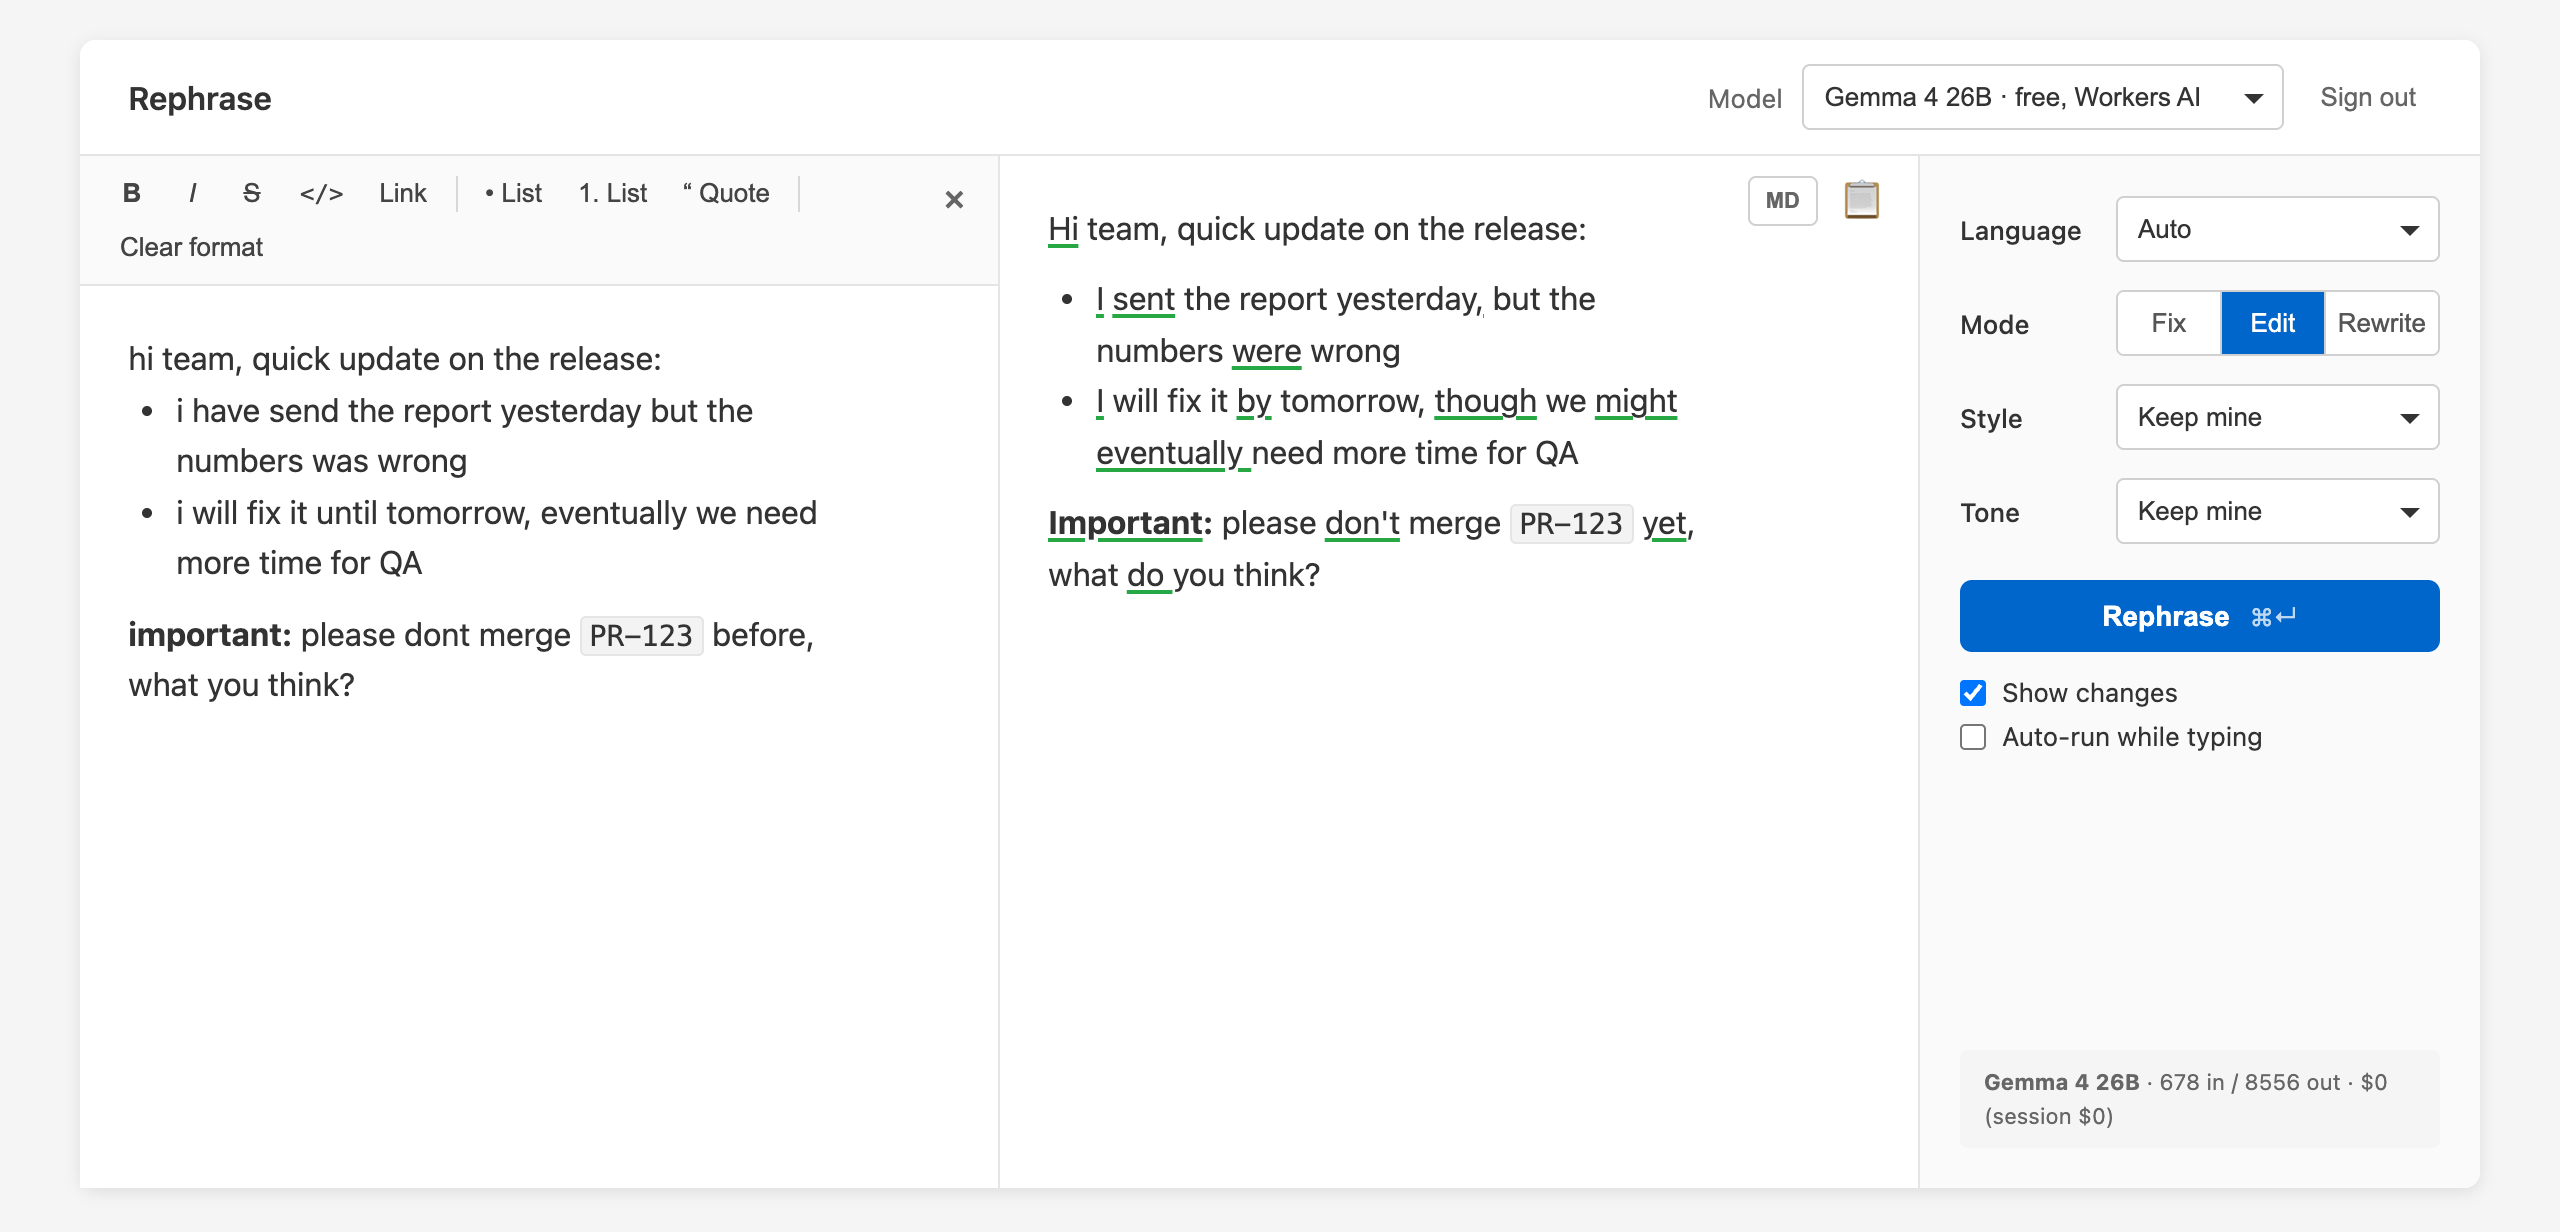 Rephrase
Model
Gemma 4 26B · free, Workers AI
Sign out
B I S </> Link • List 1. List “ Quote
×
Clear format
hi team, quick update on the release:
• i have send the report yesterday but the
numbers was wrong
• i will fix it until tomorrow, eventually we need
more time for QA
important: please dont merge PR-123 before,
what you think?
MD
Hi team, quick update on the release:
• I sent the report yesterday, but the
numbers were wrong
• I will fix it by tomorrow, though we might
eventually need more time for QA
Important: please don't merge PR-123 yet,
what do you think?
Language Auto
Mode Fix Edit Rewrite
Style Keep mine
Tone Keep mine
Rephrase ⌘↵
Show changes
Auto-run while typing
Gemma 4 26B · 678 in / 8556 out · $0
(session $0)